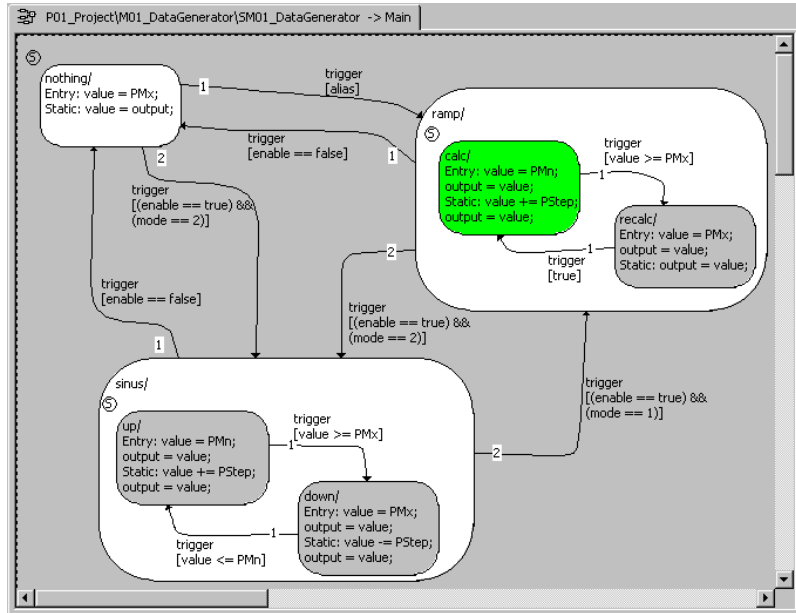 P01_Project\M01_DataGenerator\SM01_DataGenerator -> Main
S
nothing/
Entry: value = PMx;
Static: value = output;
1
trigger
[alias]
2
trigger
[enable == false]
1
trigger
[(enable == true) &&
(mode == 2)]
ramp/
S
calc/
Entry: value = PMn;
output = value;
Static: value += PStep;
output = value;
1
trigger
[value >= PMx]
recalc/
Entry: value = PMx;
output = value;
Static: output = value;
1
trigger
[true]
2
trigger
[(enable == true) &&
(mode == 2)]
trigger
[enable == false]
1
sinus/
S
up/
Entry: value = PMn;
output = value;
Static: value += PStep;
output = value;
1
trigger
[value >= PMx]
down/
Entry: value = PMx;
output = value;
Static: value -= PStep;
output = value;
1
trigger
[value <= PMn]
2
trigger
[(enable == true) &&
(mode == 1)]